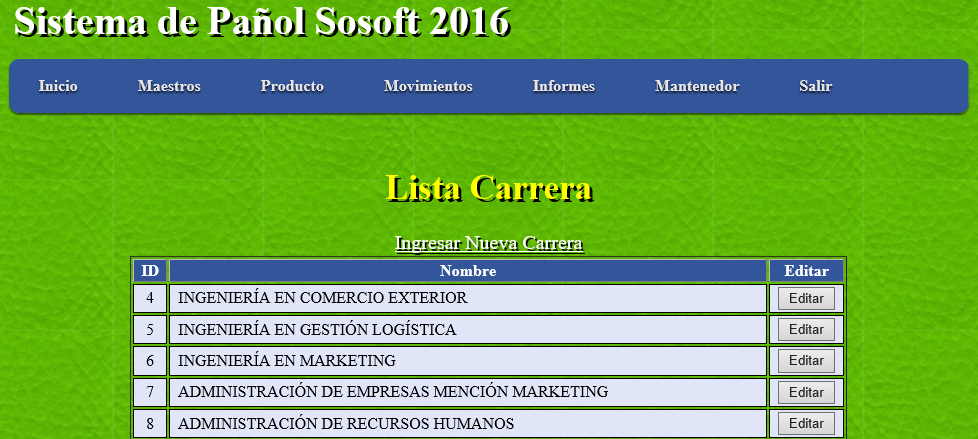 Sistema de Pañol Sosoft 2016
Inicio Maestros Producto Movimientos Informes Mantenedor Salir
Lista Carrera
Ingresar Nueva Carrera
ID Nombre Editar
4 INGENIERÍA EN COMERCIO EXTERIOR Editar
5 INGENIERÍA EN GESTIÓN LOGÍSTICA Editar
6 INGENIERÍA EN MARKETING Editar
7 ADMINISTRACIÓN DE EMPRESAS MENCIÓN MARKETING Editar
8 ADMINISTRACIÓN DE RECURSOS HUMANOS Editar